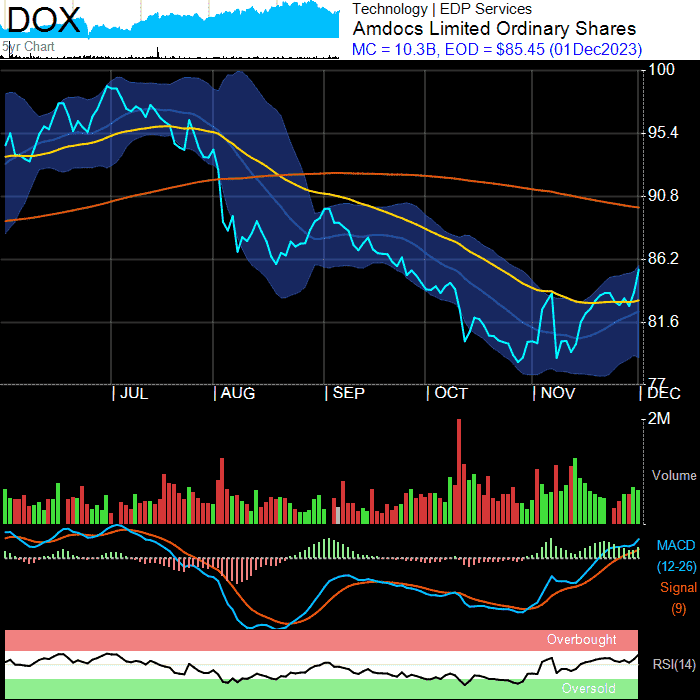 DOX
5yr Chart
Technology | EDP Services
Amdocs Limited Ordinary Shares
MC = 10.3B, EOD = $85.45 (01Dec2023)
100
95.4
90.8
86.2
81.6
77
JUL AUG SEP OCT NOV DEC
2M
Volume
MACD
(12-26)
Signal
(9)
Overbought
RSI(14)
Oversold